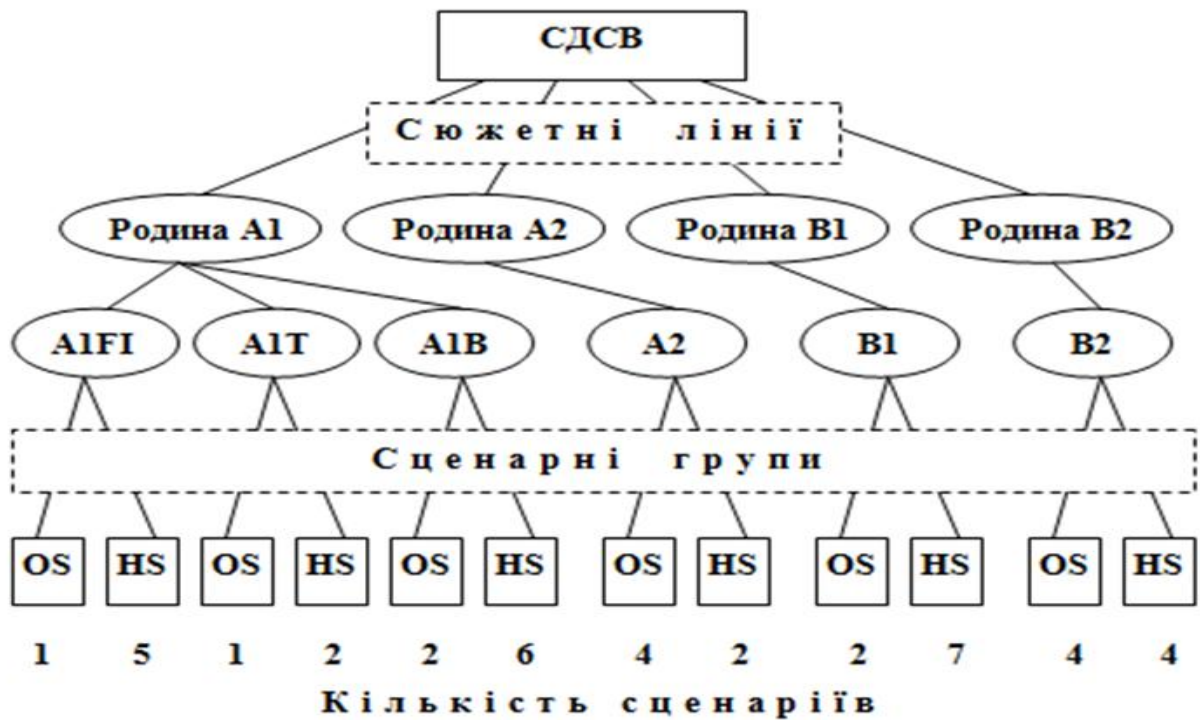 СДСВ
Сюжетні лінії
Родина A1 Родина A2 Родина B1 Родина B2
A1FI A1T A1B A2 B1 B2
Сценарні групи
OS HS OS HS OS HS OS HS OS HS OS HS
1 5 1 2 2 6 4 2 2 7 4 4
Кількість сценаріїв